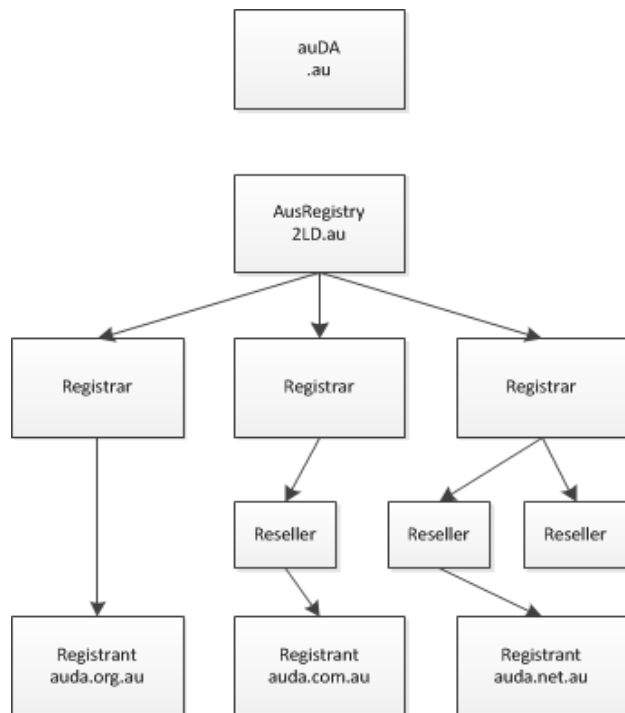 auDA
.au
AusRegistry
2LD.au
Registrar
Registrar
Registrar
Reseller
Reseller
Reseller
Registrant
auda.org.au
Registrant
auda.com.au
Registrant
auda.net.au